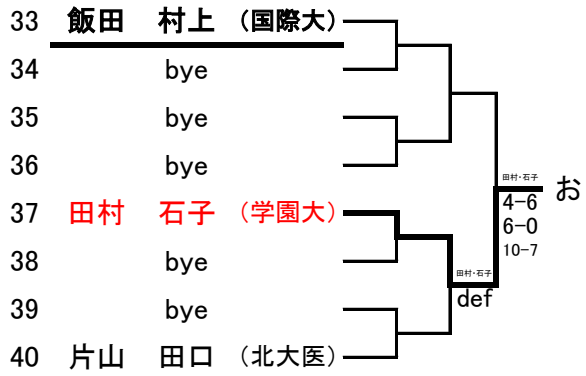 33 飯田 村上 (国際大)
34 bye
35 bye
36 bye
37 田村 石子 (学園大)
38 bye
39 bye
40 片山 田口 (北大医)
田村・石子
def
田村・石子
4-6
6-0
10-7
お